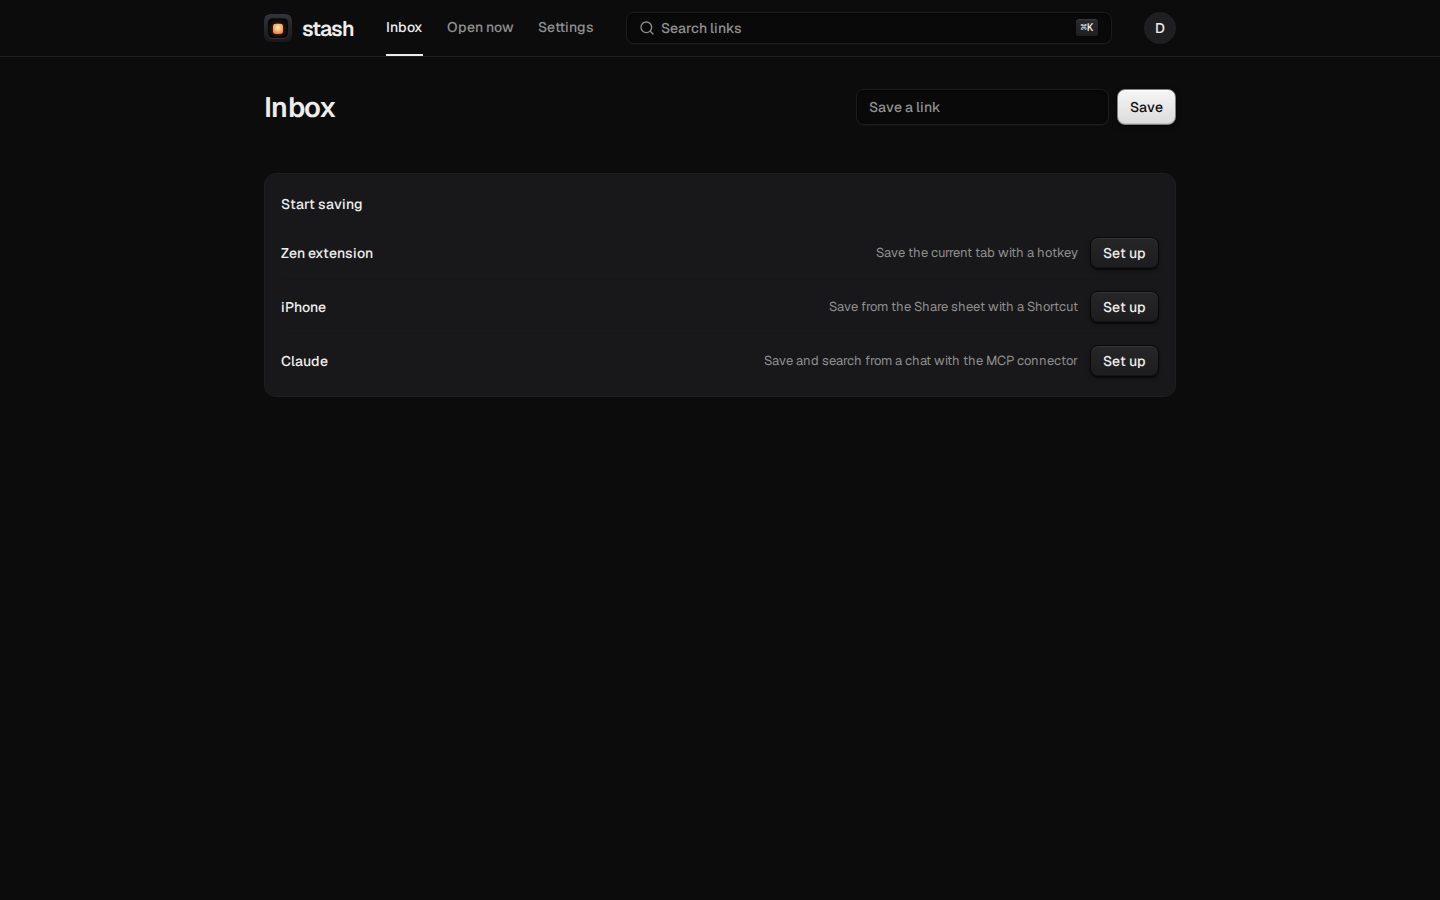 stash Inbox Open now Settings Search links ⌘K D
Inbox Save a link Save
Start saving
Zen extension Save the current tab with a hotkey Set up
iPhone Save from the Share sheet with a Shortcut Set up
Claude Save and search from a chat with the MCP connector Set up